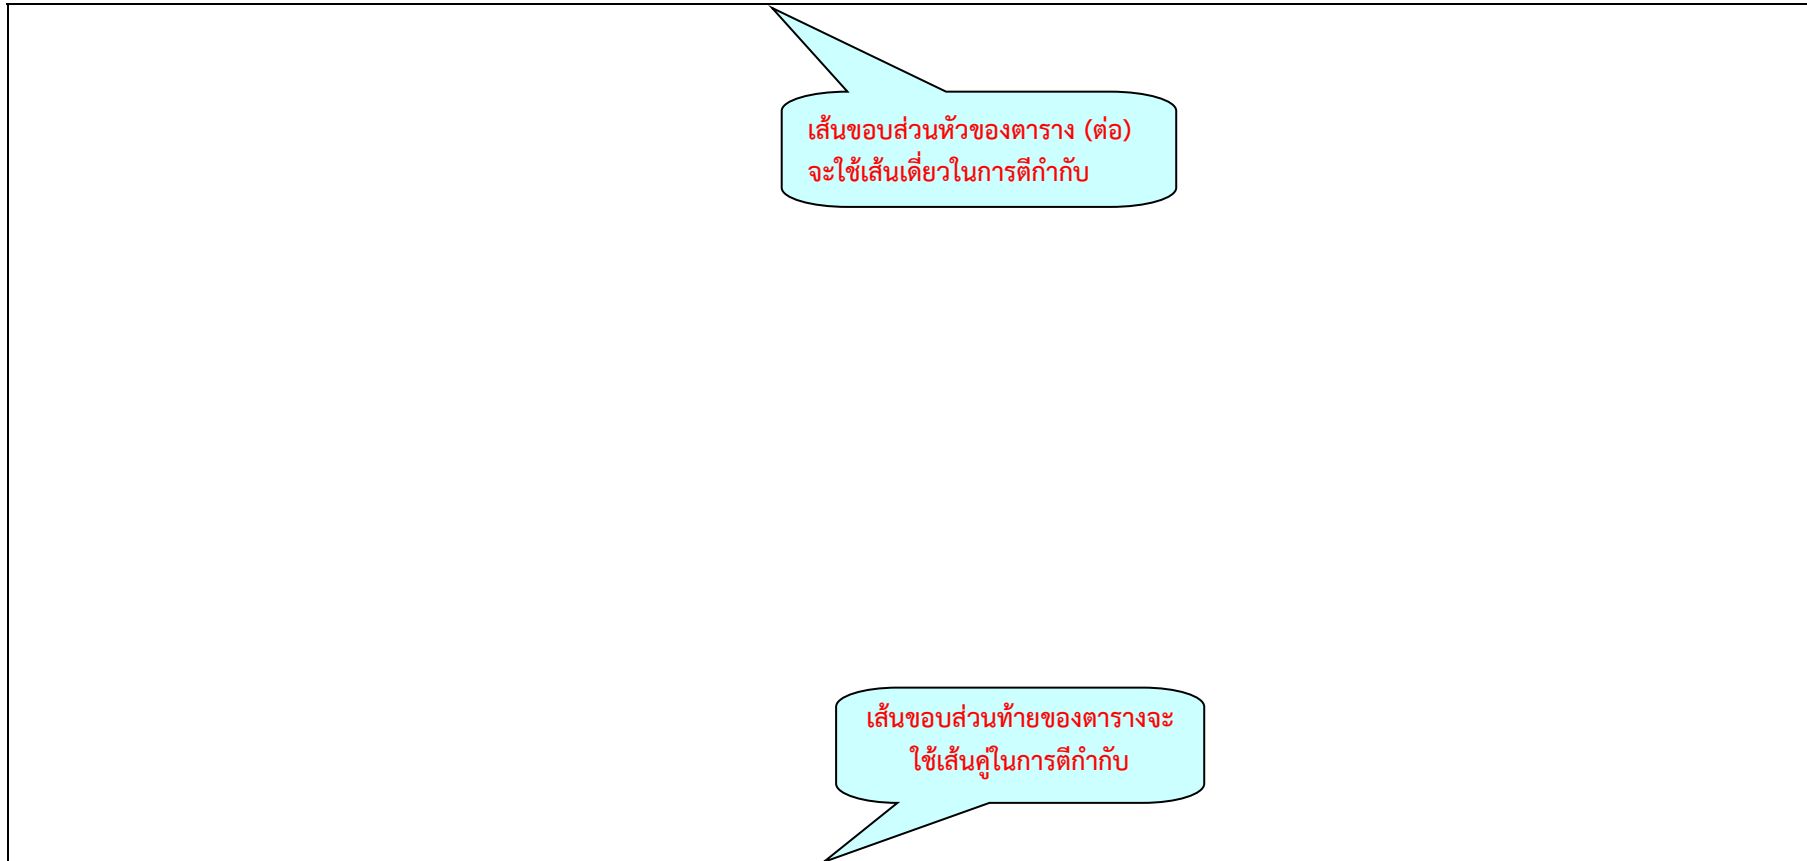 เส้นขอบส่วนหัวของตาราง (ต่อ)
จะใช้เส้นเดี่ยวในการตีกำกับ
เส้นขอบส่วนท้ายของตารางจะ
ใช้เส้นคู่ในการตีกำกับ